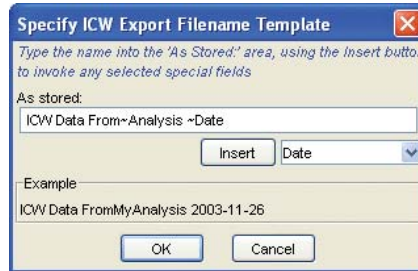 Specify ICW Export Filename Template
Type the name into the 'As Stored:' area, using the Insert butto
to invoke any selected special fields
As stored:
ICW Data From~Analysis ~Date
Insert Date
Example
ICW Data FromMyAnalysis 2003-11-26
OK Cancel